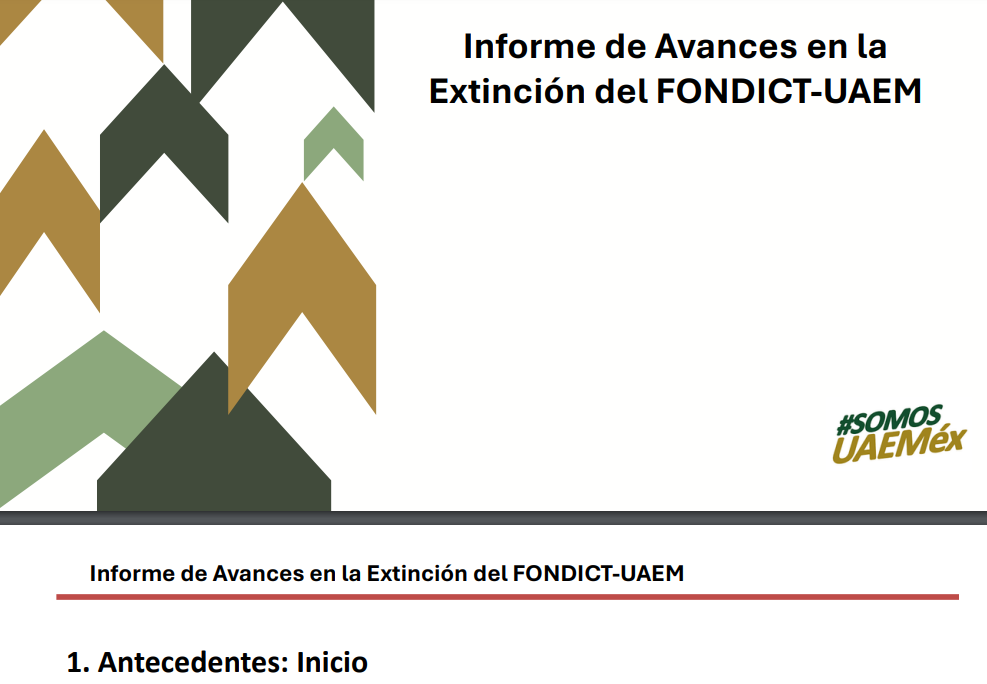 Informe de Avances en la
Extinción del FONDICT-UAEM
#SOMOS
UAEMéx
Informe de Avances en la Extinción del FONDICT-UAEM
1. Antecedentes: Inicio